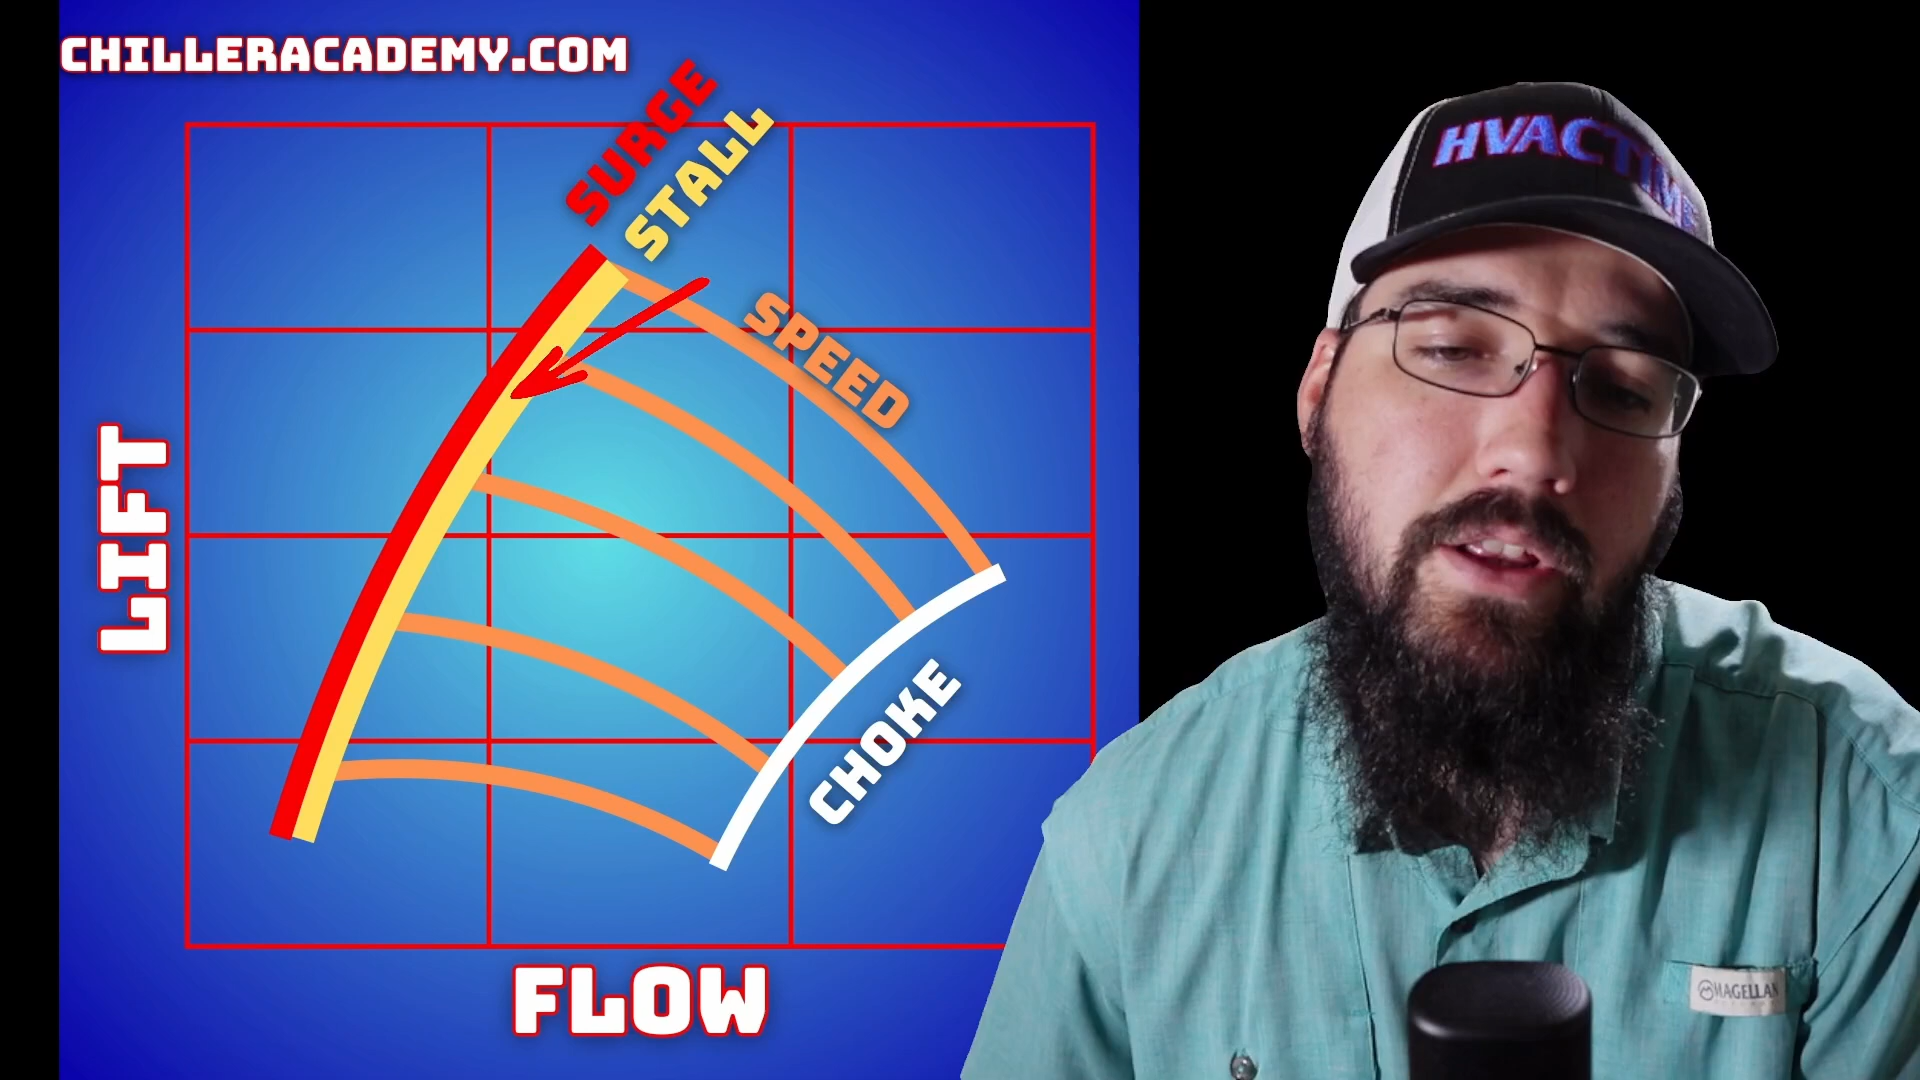 CHILLERACADEMY.COM
SURGE
STALL
SPEED
LIFT
CHOKE
FLOW
HVACTIME
MAGELLAN